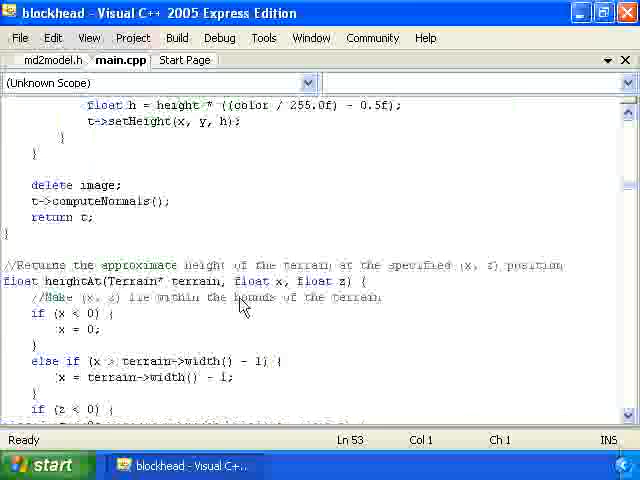 blockhead - Visual C++ 2005 Express Edition
File Edit View Project Build Debug Tools Window Community Help
md2model.h main.cpp Start Page
(Unknown Scope)
float h = height * ((color / 255.0f) - 0.5f);
t->setHeight(x, y, h);
}
}
delete image;
t->computeNormals();
return t;
}
//Returns the approximate height of the terrain at the specified (x, z) position
float heightAt(Terrain* terrain, float x, float z) {
//Make (x, z) lie within the bounds of the terrain
if (x < 0) {
x = 0;
}
else if (x > terrain->width() - 1) {
x = terrain->width() - 1;
}
if (z < 0) {
Ready Ln 53 Col 1 Ch 1 INS
start blockhead - Visual C++...